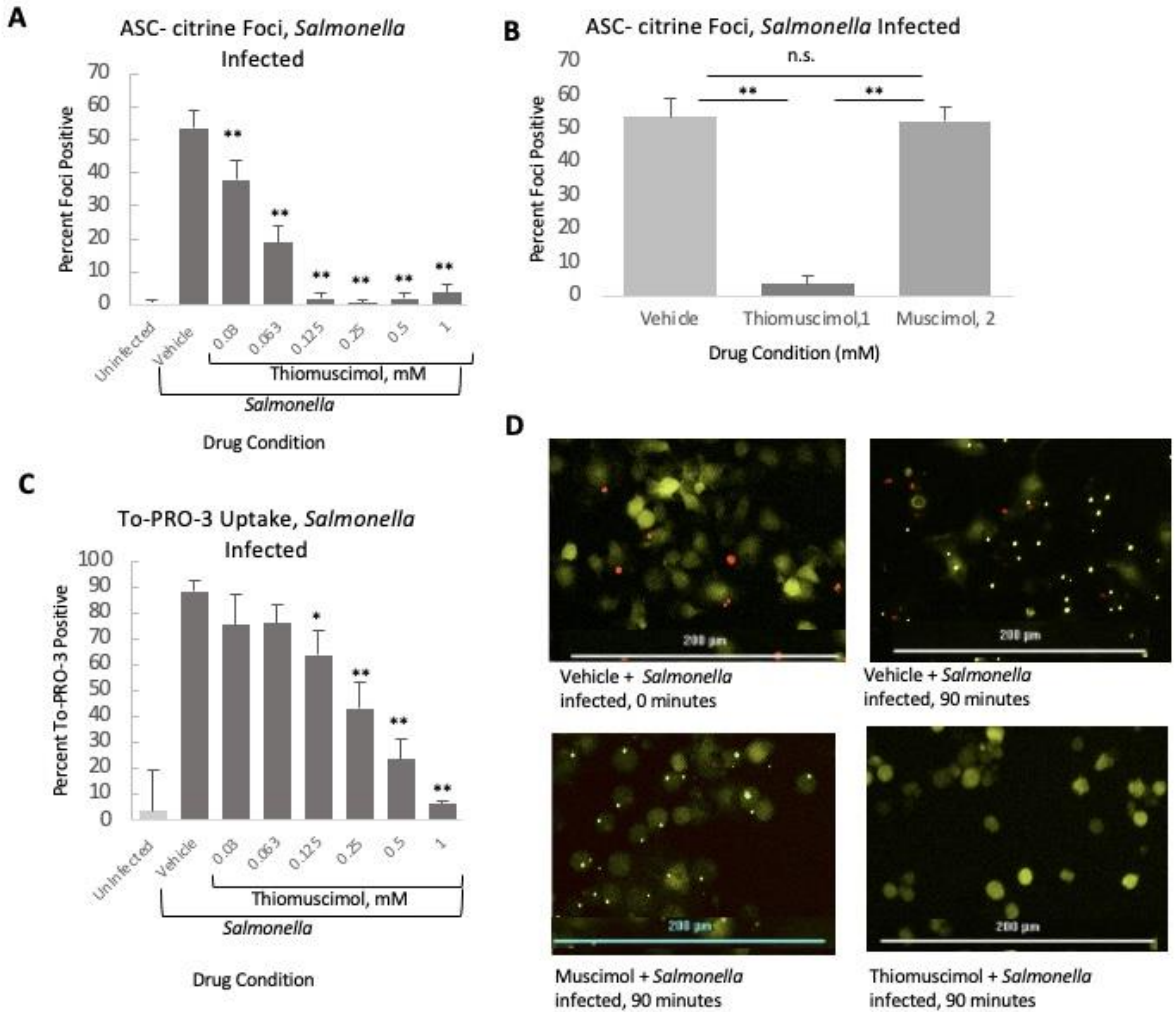 A
ASC- citrine Foci, Salmonella
Infected
Percent Foci Positive
70
60
50
40
30
20
10
0
**
**
**
**
**
**
Uninfected
Vehicle
0.03
0.063
0.125
0.25
0.5
1
Thiomuscimol, mM
Salmonella
Drug Condition
B
ASC- citrine Foci, Salmonella Infected
n.s.
**
**
Percent Foci Positive
70
60
50
40
30
20
10
0
Vehicle
Thiomuscimol,1
Muscimol, 2
Drug Condition (mM)
C
To-PRO-3 Uptake, Salmonella
Infected
Percent To-PRO-3 Positive
100
90
80
70
60
50
40
30
20
10
0
*
**
**
**
Uninfected
Vehicle
0.03
0.063
0.125
0.25
0.5
1
Thiomuscimol, mM
Salmonella
Drug Condition
D
200 µm
Vehicle + Salmonella
infected, 0 minutes
200 µm
Vehicle + Salmonella
infected, 90 minutes
200 µm
Muscimol + Salmonella
infected, 90 minutes
200 µm
Thiomuscimol + Salmonella
infected, 90 minutes